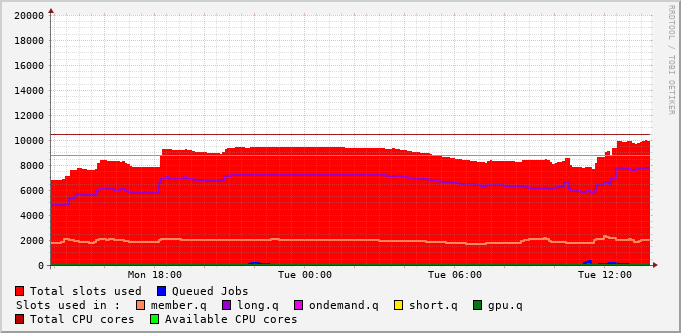 20000
18000
16000
14000
12000
10000
8000
6000
4000
2000
0
Mon 18:00 Tue 00:00 Tue 06:00 Tue 12:00
Total slots used Queued Jobs
Slots used in : member.q long.q ondemand.q short.q gpu.q
Total CPU cores Available CPU cores
RRDTOOL / TOBI OETIKER